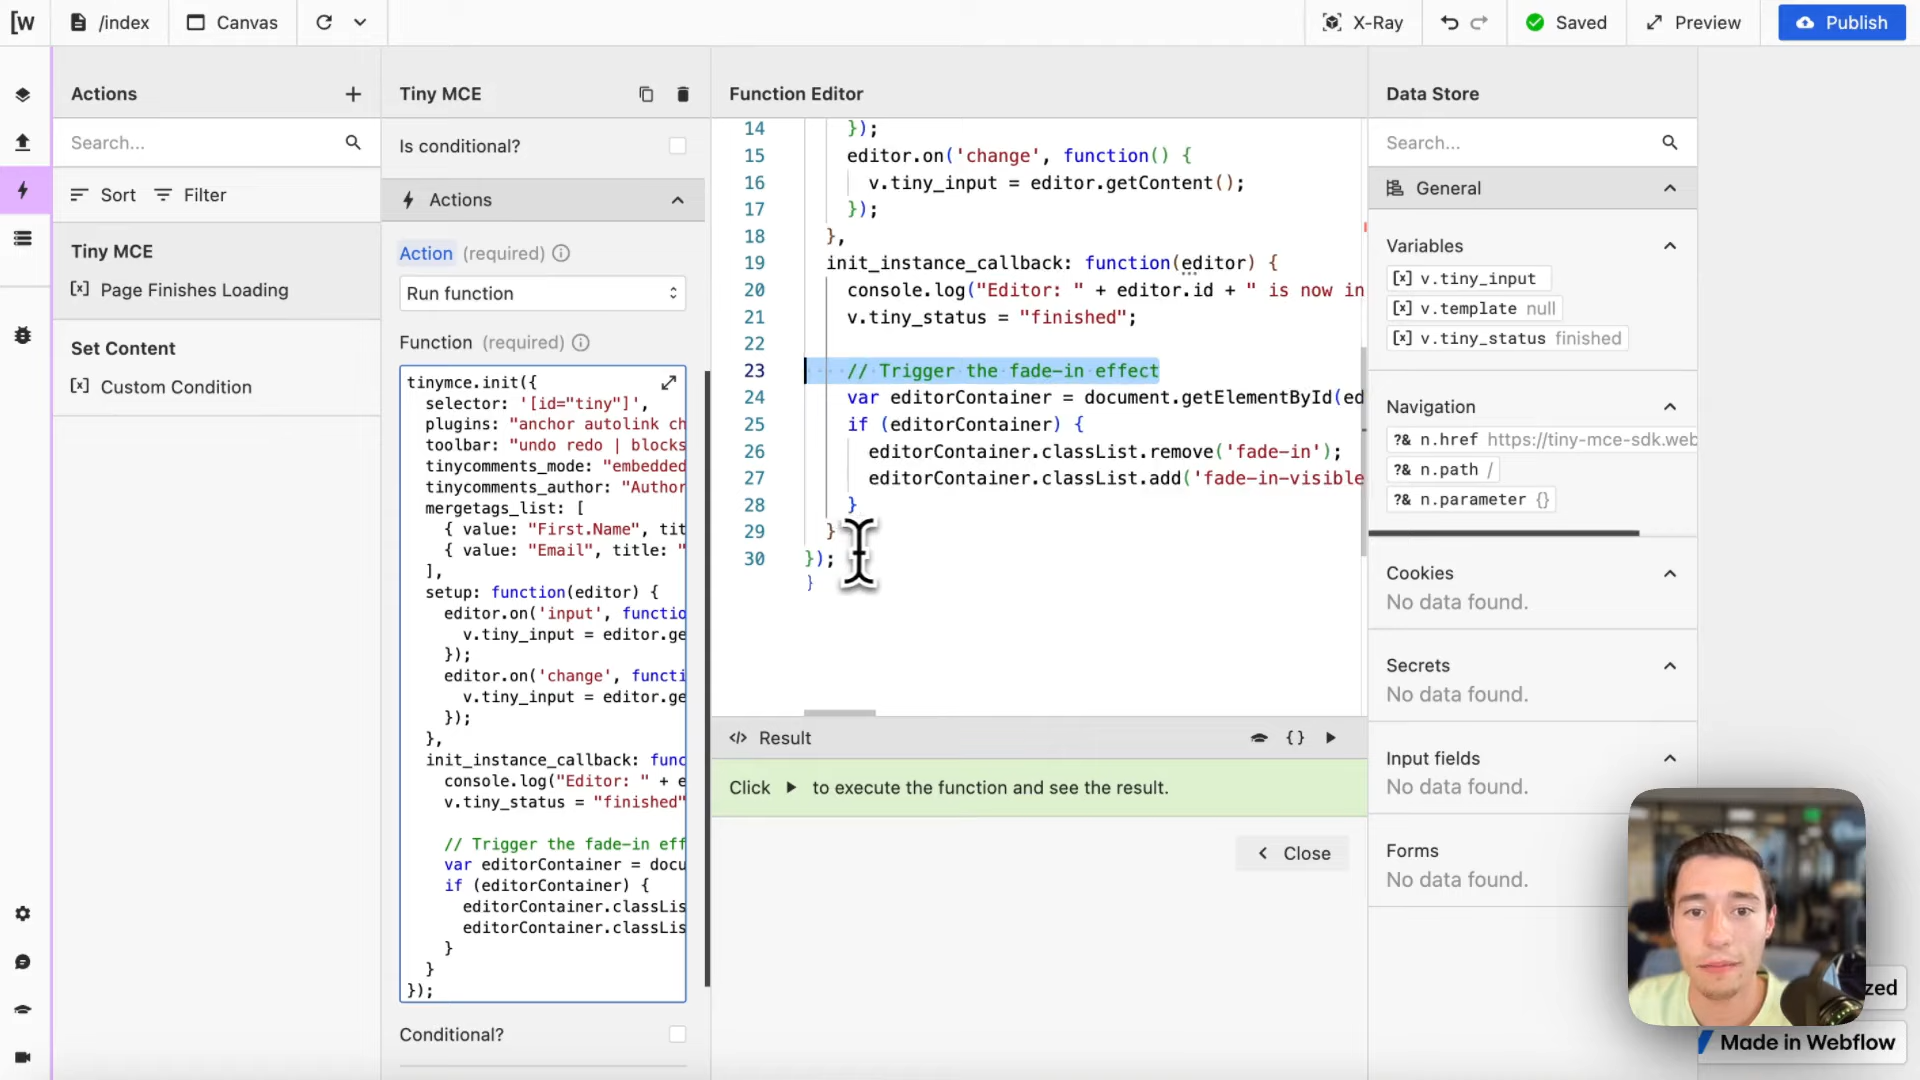 [w
/index
Canvas
X-Ray
Saved
Preview
Publish
Actions
Search...
Sort
Filter
Tiny MCE
[x] Page Finishes Loading
Set Content
[x] Custom Condition
Tiny MCE
Is conditional?
Actions
Action (required)
Run function
Function (required)
tinymce.init({
selector: '[id="tiny"]',
plugins: "anchor autolink ch
toolbar: "undo redo | blocks
tinycomments_mode: "embedded
tinycomments_author: "Author
mergetags_list: [
{ value: "First.Name", tit
{ value: "Email", title: "
],
setup: function(editor) {
editor.on('input', functio
v.tiny_input = editor.ge
});
editor.on('change', functi
v.tiny_input = editor.ge
});
},
init_instance_callback: func
console.log("Editor: " + e
v.tiny_status = "finished"
// Trigger the fade-in eff
var editorContainer = docu
if (editorContainer) {
editorContainer.classLis
editorContainer.classLis
}
}
});
Conditional?
Function Editor
14 });
15 editor.on('change', function() {
16 v.tiny_input = editor.getContent();
17 });
18 },
19 init_instance_callback: function(editor) {
20 console.log("Editor: " + editor.id + " is now in
21 v.tiny_status = "finished";
22
23 // Trigger the fade-in effect
24 var editorContainer = document.getElementById(ed
25 if (editorContainer) {
26 editorContainer.classList.remove('fade-in');
27 editorContainer.classList.add('fade-in-visible
28 }
29 }
30 });
}
</> Result
{}
Click ▶ to execute the function and see the result.
Close
Data Store
Search...
General
Variables
[x] v.tiny_input
[x] v.template null
[x] v.tiny_status finished
Navigation
?& n.href https://tiny-mce-sdk.web
?& n.path /
?& n.parameter {}
Cookies
No data found.
Secrets
No data found.
Input fields
No data found.
Forms
No data found.
zed
Made in Webflow